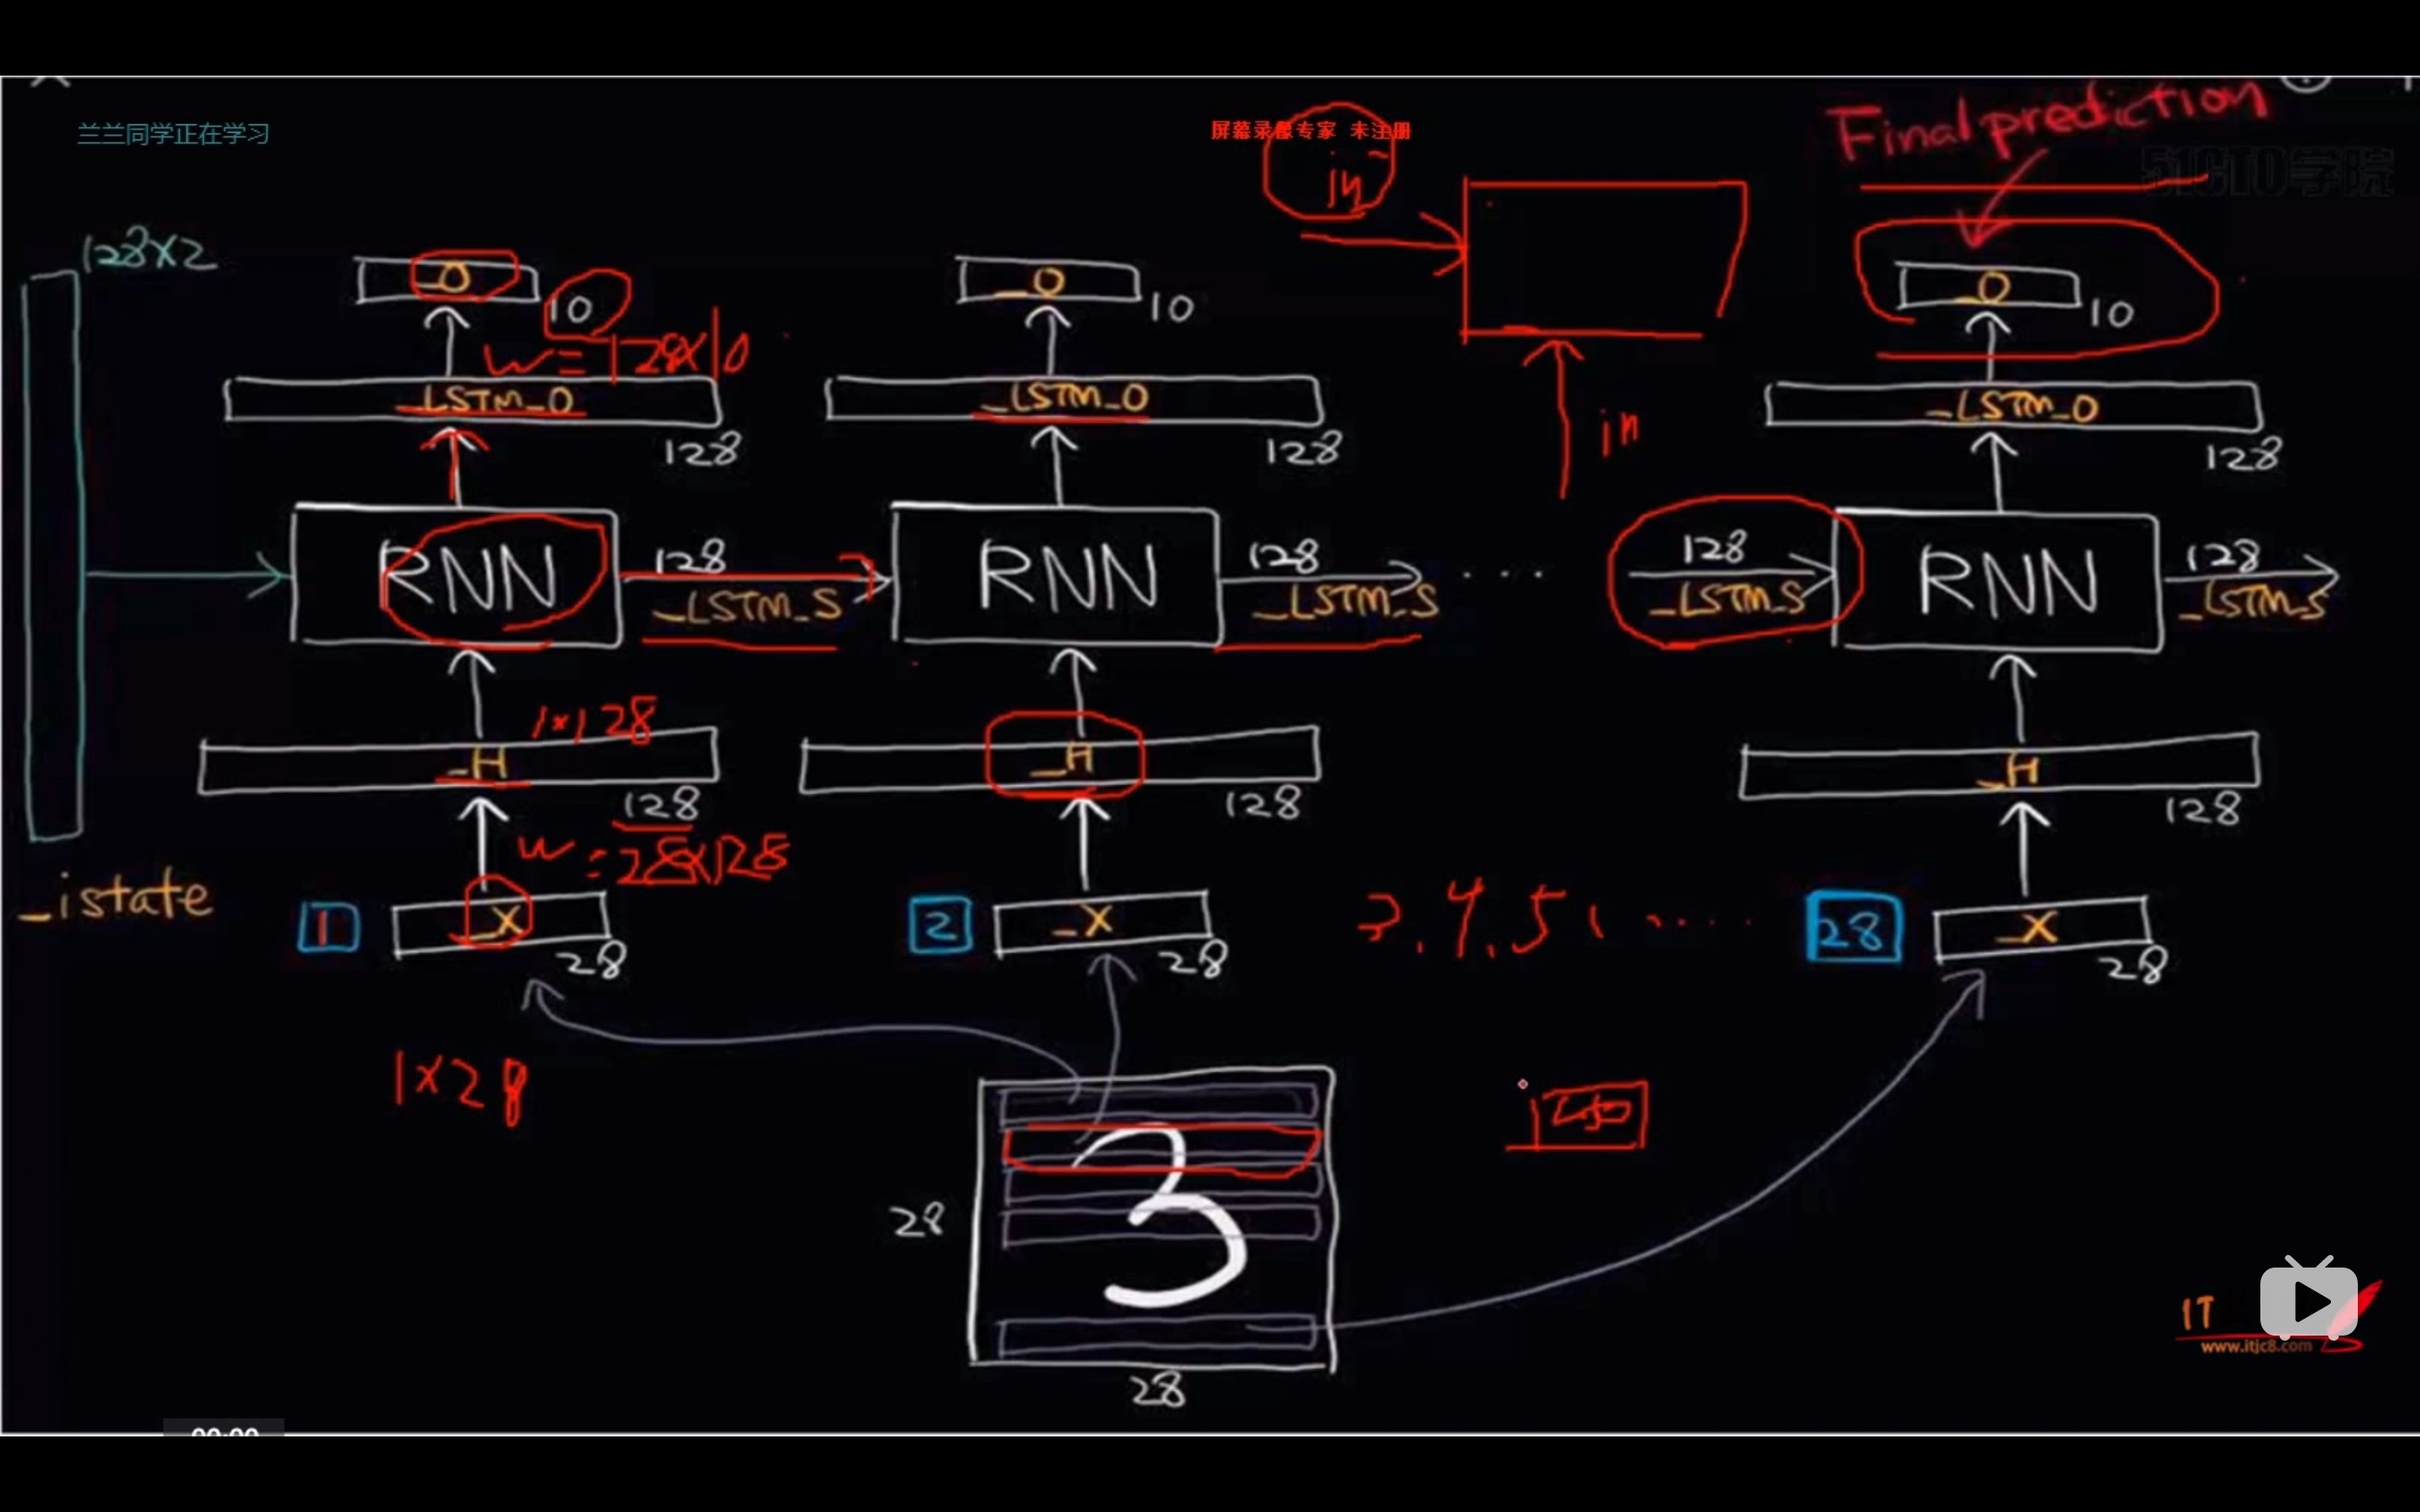 兰兰同学正在学习
屏幕录像专家 未注册
in
Final prediction
51CTO学院
128x2
_O
10
_O
10
_O
10
w=128x10
_LSTM_O
128
_LSTM_O
128
_LSTM_O
128
in
RNN
128
_LSTM_S
RNN
128
_LSTM_S
....
128
_LSTM_S
RNN
128
_LSTM_S
1x128
_H
128
_H
128
_H
128
w=28x128
_istate
1
_X
28
2
_X
28
3.4.5
28
_X
28
1x28
3
28
28
IT
www.itjc8.com